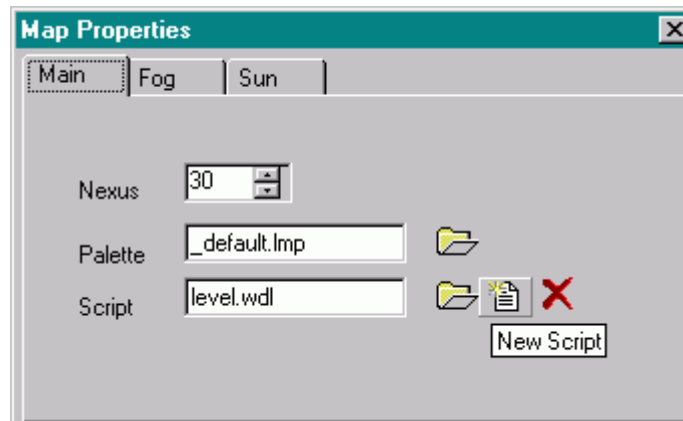 Map Properties
Main Fog Sun
Nexus 30
Palette _default.lmp
Script level.wdl
New Script